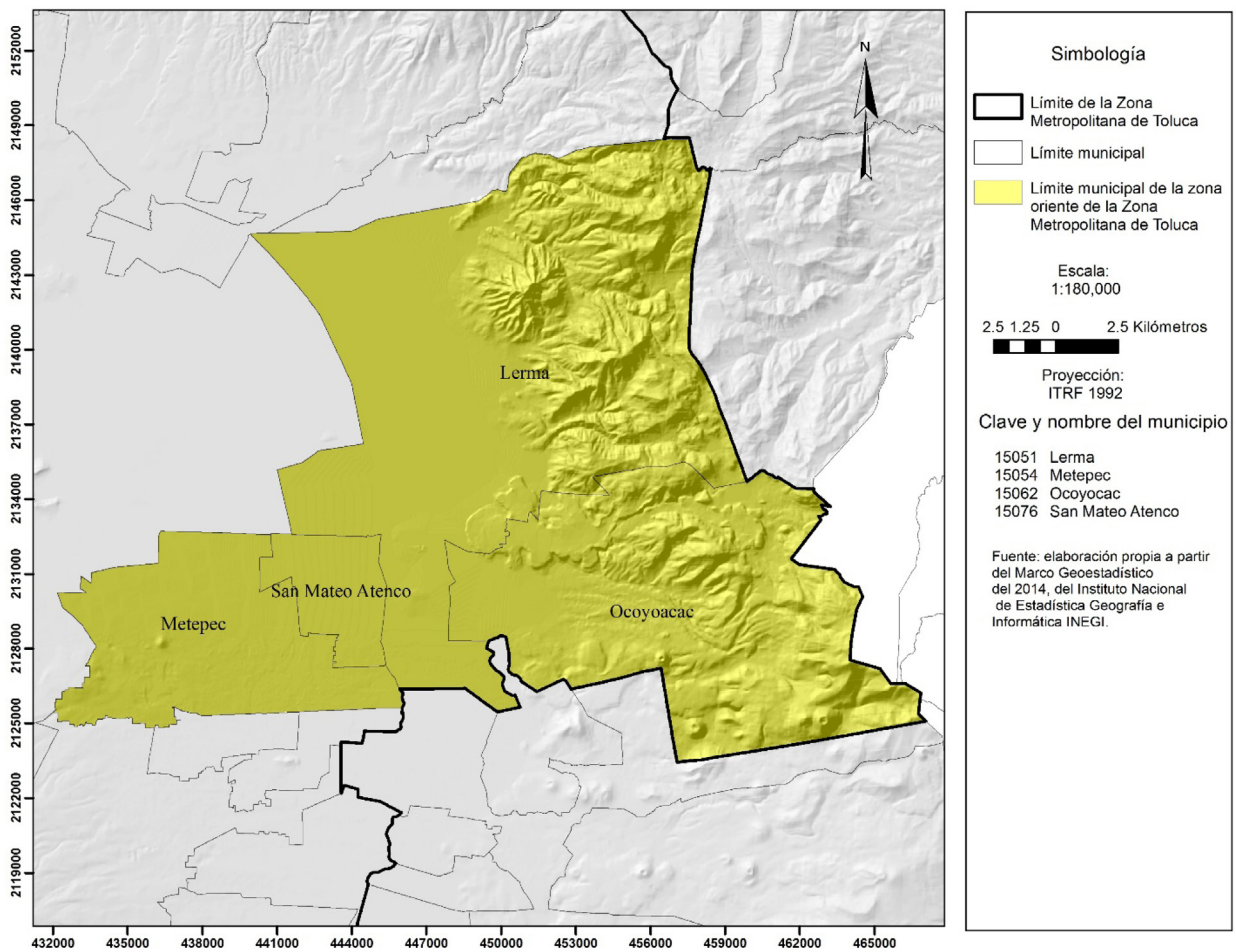 2152000
2149000
2146000
2143000
2140000
2137000
2134000
2131000
2128000
2125000
2122000
2119000
432000 435000 438000 441000 444000 447000 450000 453000 456000 459000 462000 465000
N
Lerma
San Mateo Atenco
Metepec
Ocoyoacac
Simbología
Límite de la Zona
Metropolitana de Toluca
Límite municipal
Límite municipal de la zona
oriente de la Zona
Metropolitana de Toluca
Escala:
1:180,000
2.5 1.25 0 2.5 Kilómetros
Proyección:
ITRF 1992
Clave y nombre del municipio
15051 Lerma
15054 Metepec
15062 Ocoyocac
15076 San Mateo Atenco
Fuente: elaboración propia a partir
del Marco Geoestadístico
del 2014, del Instituto Nacional
de Estadística Geografía e
Informática INEGI.